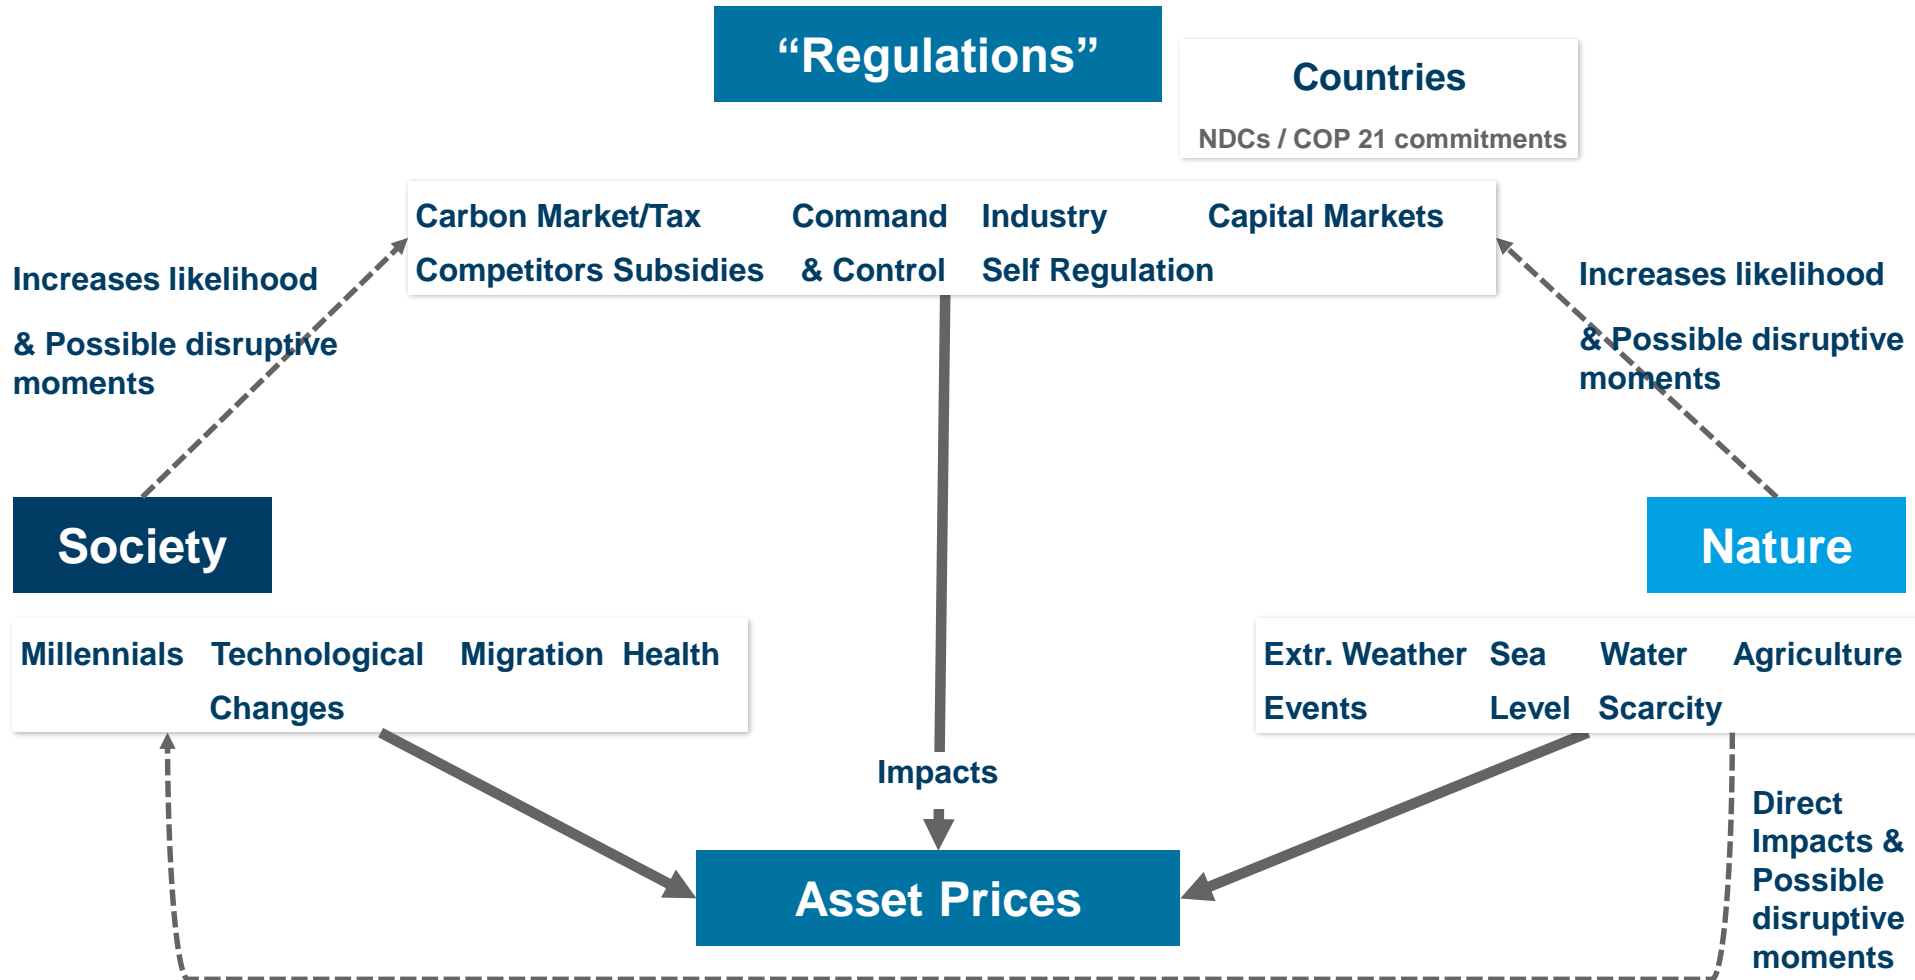 “Regulations”
Countries
NDCs / COP 21 commitments
Carbon Market/Tax Command Industry Capital Markets
Competitors Subsidies & Control Self Regulation
Increases likelihood
& Possible disruptive
moments
Increases likelihood
& Possible disruptive
moments
Society
Nature
Millennials Technological Migration Health
Changes
Extr. Weather Sea Water Agriculture
Events Level Scarcity
Impacts
Direct
Impacts &
Possible
disruptive
moments
Asset Prices